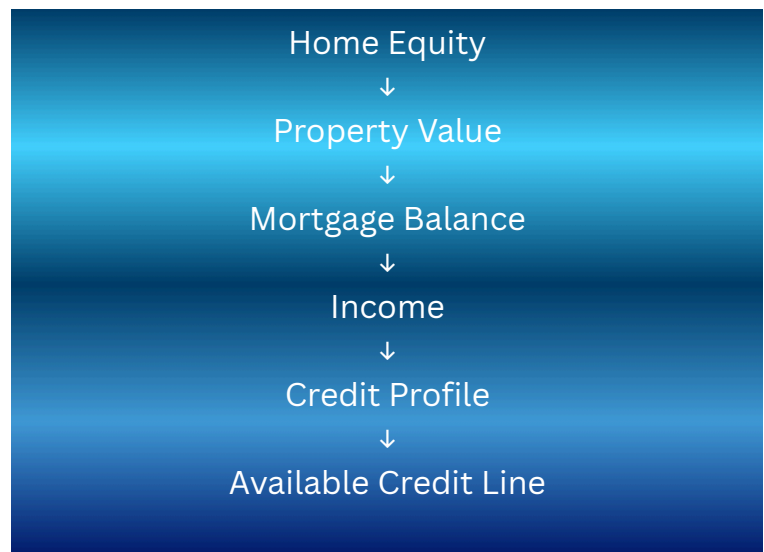 Home Equity
↓
Property Value
↓
Mortgage Balance
↓
Income
↓
Credit Profile
↓
Available Credit Line